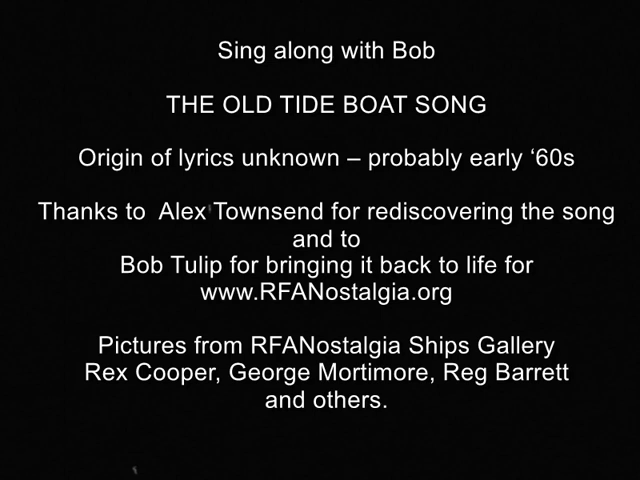 Sing along with Bob
THE OLD TIDE BOAT SONG
Origin of lyrics unknown – probably early ‘60s
Thanks to  Alex Townsend for rediscovering the song
and to
Bob Tulip for bringing it back to life for
www.RFANostalgia.org
Pictures from RFANostalgia Ships Gallery
Rex Cooper, George Mortimore, Reg Barrett
and others.